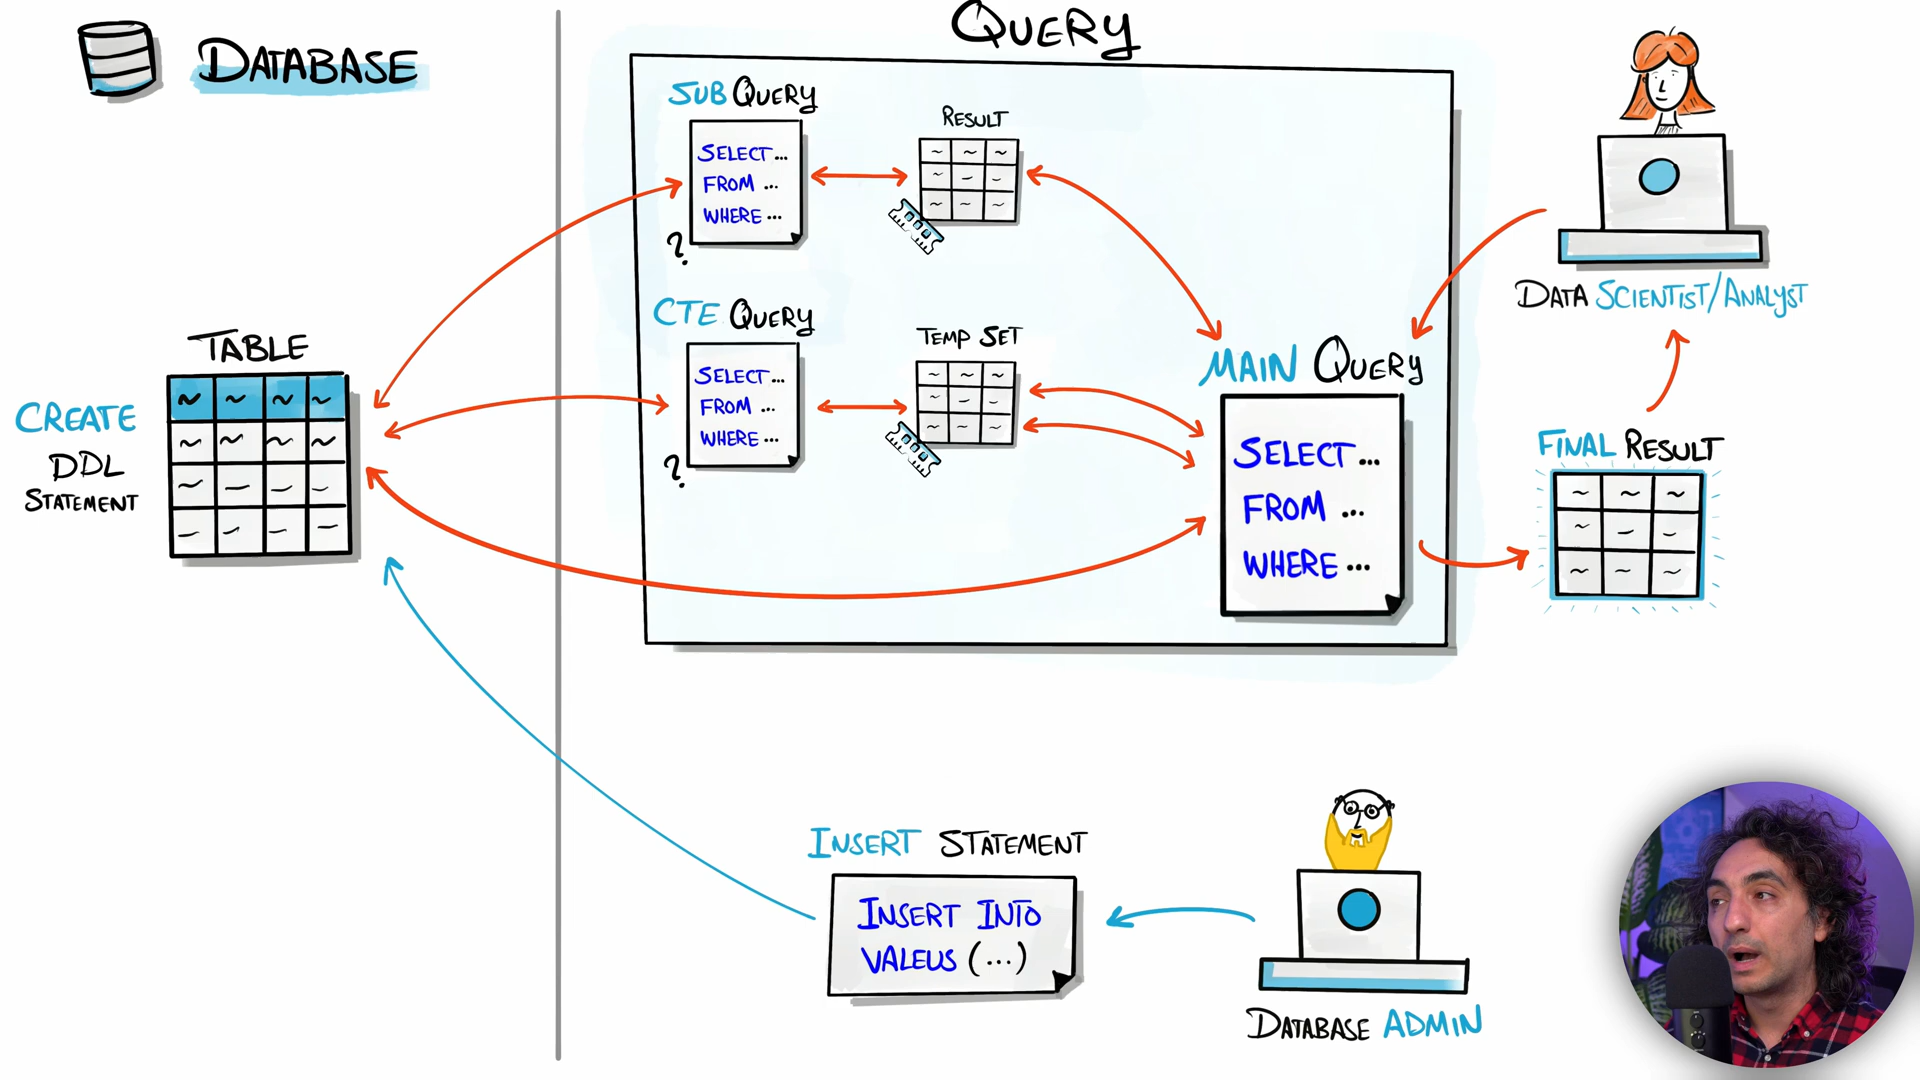 DATABASE
QUERY
SUB QUERY
SELECT...
FROM ...
WHERE ...
?
RESULT
CTE QUERY
SELECT...
FROM ...
WHERE ...
?
TEMP SET
MAIN QUERY
SELECT...
FROM ...
WHERE ...
TABLE
CREATE
DDL
STATEMENT
DATA SCIENTIST/ANALYST
FINAL RESULT
INSERT STATEMENT
INSERT INTO
VALEUS (...)
DATABASE ADMIN